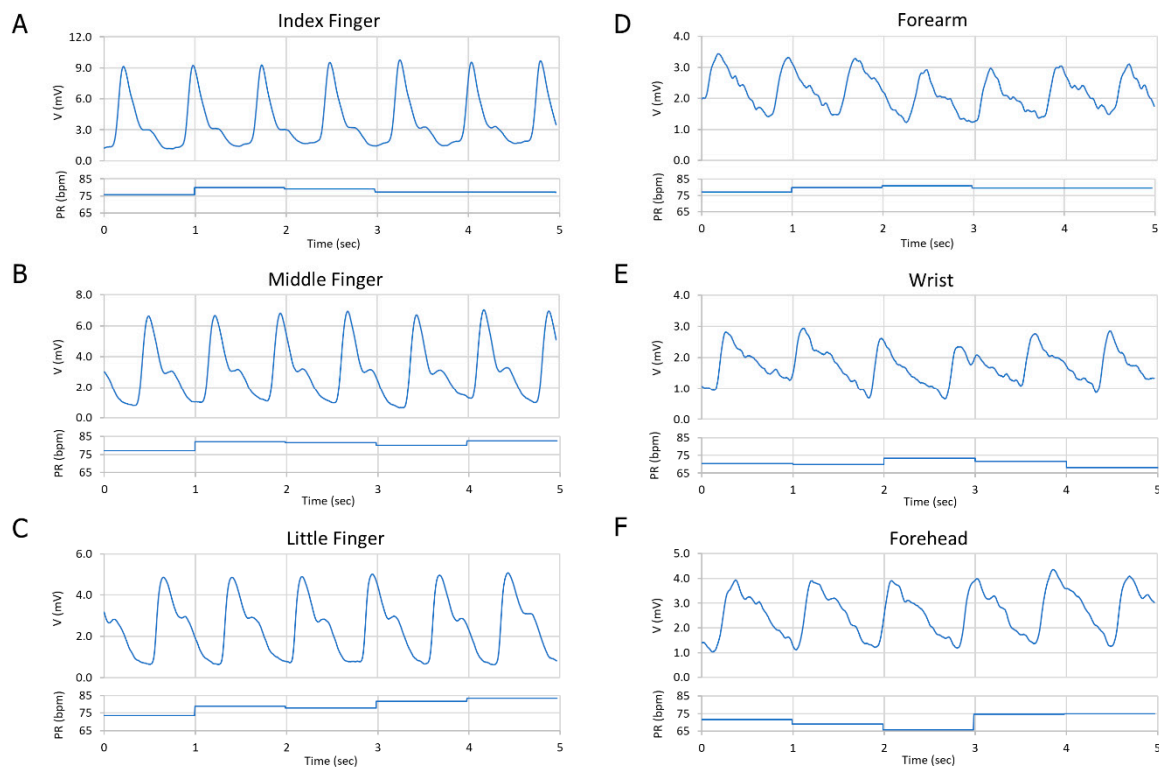 A
Index Finger
12.0
9.0
6.0
3.0
0.0
V (mV)
85
75
65
PR (bpm)
0 1 2 3 4 5
Time (sec)
B
Middle Finger
8.0
6.0
4.0
2.0
0.0
V (mV)
85
75
65
PR (bpm)
0 1 2 3 4 5
Time (sec)
C
Little Finger
6.0
4.0
2.0
0.0
V (mV)
85
75
65
PR (bpm)
0 1 2 3 4 5
Time (sec)
D
Forearm
4.0
3.0
2.0
1.0
0.0
V (mV)
85
75
65
PR (bpm)
0 1 2 3 4 5
Time (sec)
E
Wrist
4.0
3.0
2.0
1.0
0.0
V (mV)
85
75
65
PR (bpm)
0 1 2 3 4 5
Time (sec)
F
Forehead
5.0
4.0
3.0
2.0
1.0
0.0
V (mV)
85
75
65
PR (bpm)
0 1 2 3 4 5
Time (sec)